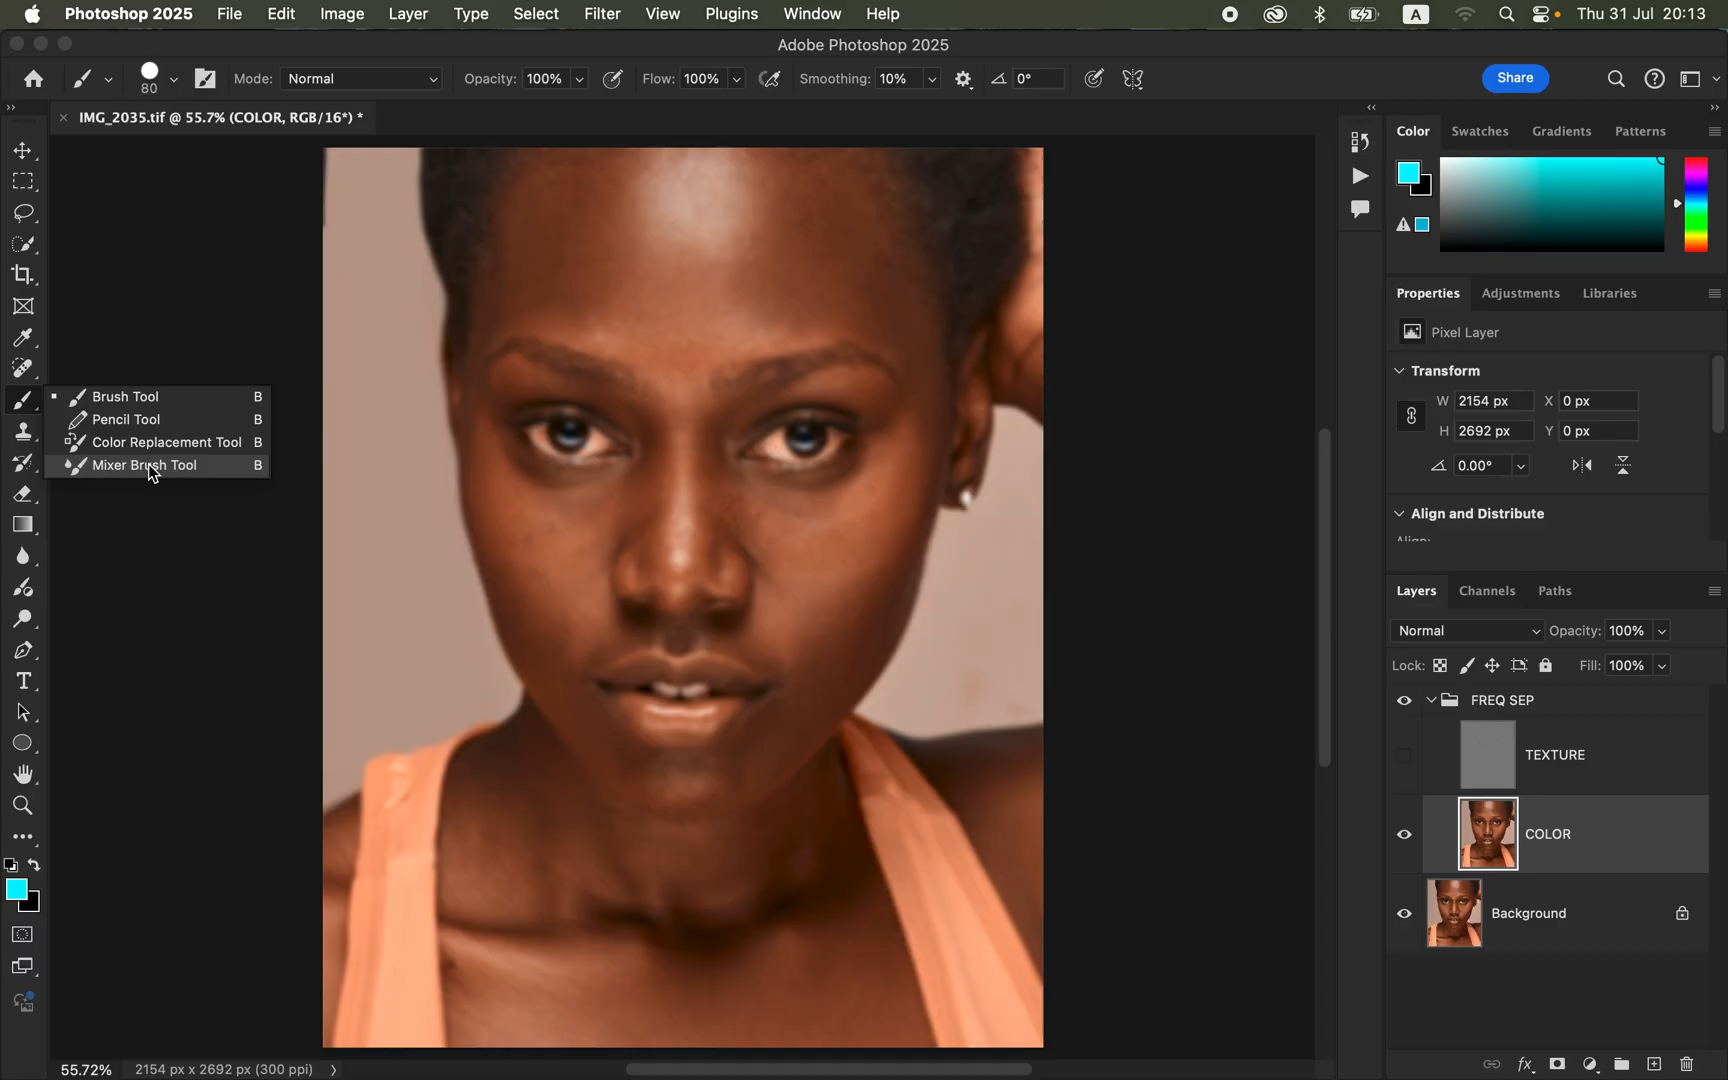 Photoshop 2025 File Edit Image Layer Type Select Filter View Plugins Window Help A Thu 31 Jul 20:13
Adobe Photoshop 2025
80 Mode: Normal Opacity: 100% Flow: 100% Smoothing: 10% 0° Share
× IMG_2035.tif @ 55.7% (COLOR, RGB/16*) *
Color Swatches Gradients Patterns
Properties Adjustments Libraries
Pixel Layer
Transform
W 2154 px X 0 px
H 2692 px Y 0 px
0.00°
Align and Distribute
Align:
Brush Tool B
Pencil Tool B
Color Replacement Tool B
Mixer Brush Tool B
Layers Channels Paths
Normal Opacity: 100%
Lock: Fill: 100%
FREQ SEP
TEXTURE
COLOR
Background
55.72% 2154 px x 2692 px (300 ppi)